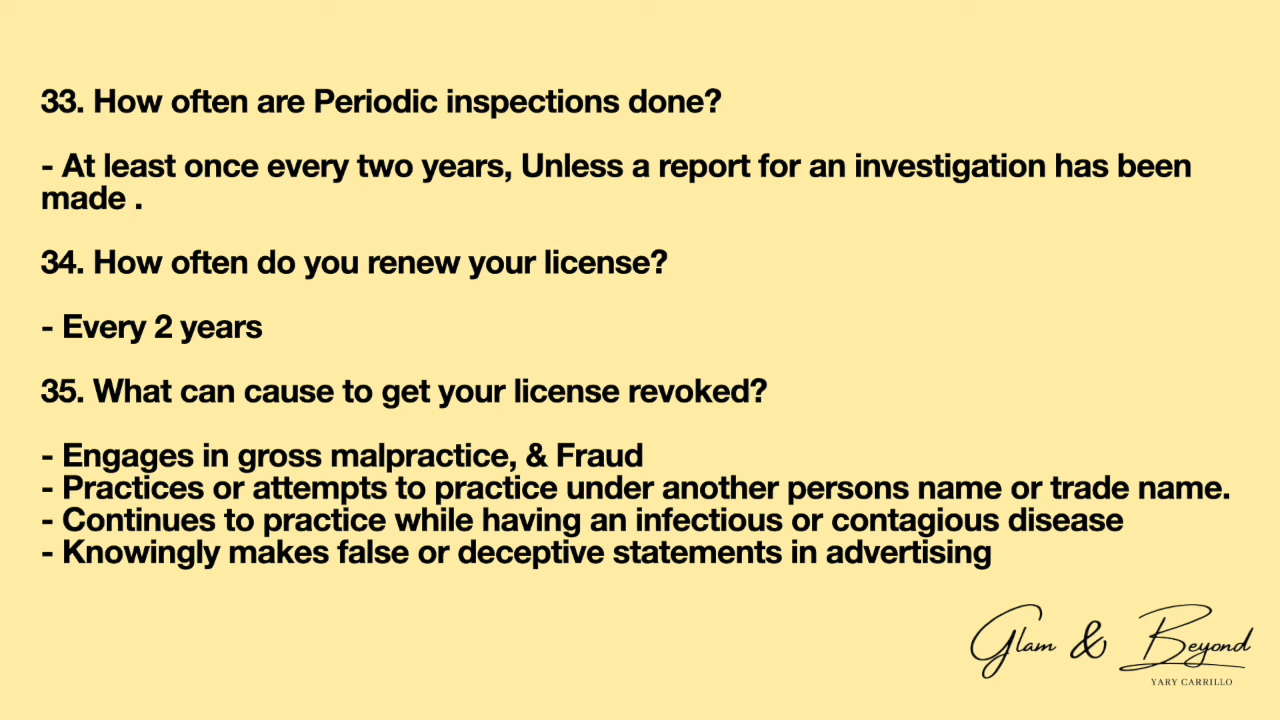 33. How often are Periodic inspections done?
- At least once every two years, Unless a report for an investigation has been
made .
34. How often do you renew your license?
- Every 2 years
35. What can cause to get your license revoked?
- Engages in gross malpractice, & Fraud
- Practices or attempts to practice under another persons name or trade name.
- Continues to practice while having an infectious or contagious disease
- Knowingly makes false or deceptive statements in advertising
Glam & Beyond
YARY CARRILLO